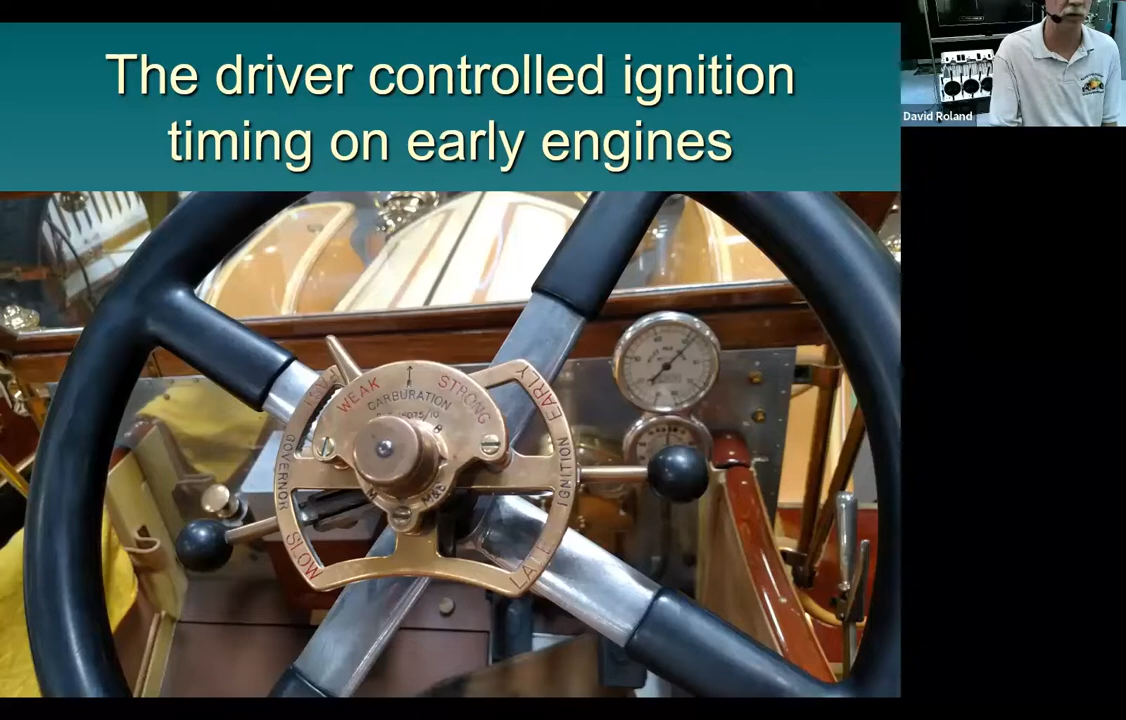 The driver controlled ignition
timing on early engines
David Roland
WEAK
STRONG
CARBURATION
EARLY
IGNITION
LATE
GOVERNOR
SLOW